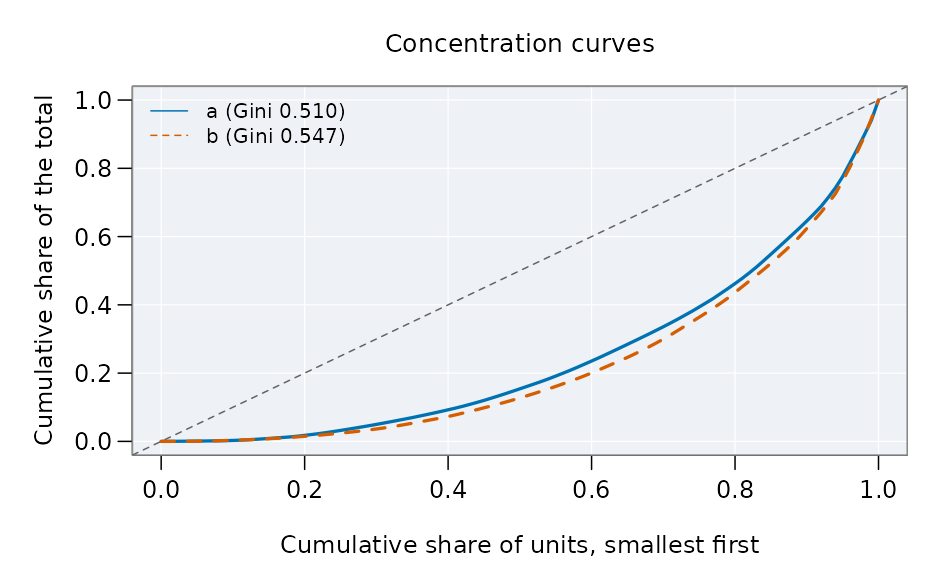 Concentration curves
Cumulative share of the total
1.0
0.8
0.6
0.4
0.2
0.0
a (Gini 0.510)
b (Gini 0.547)
0.0 0.2 0.4 0.6 0.8 1.0
Cumulative share of units, smallest first